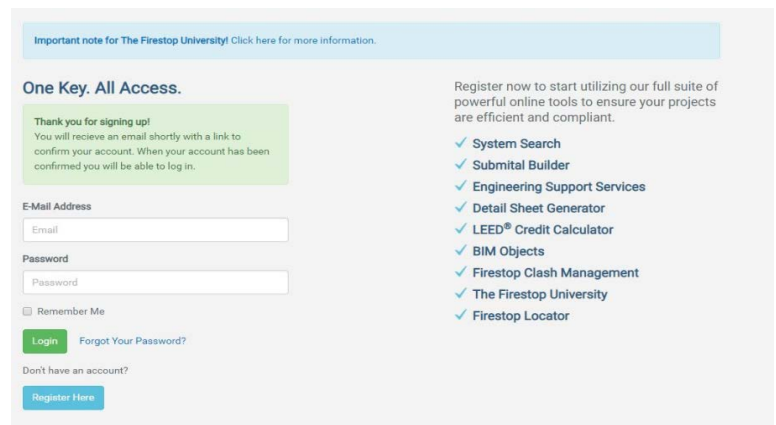 Important note for The Firestop University! Click here for more information.
One Key. All Access.
Thank you for signing up!
You will recieve an email shortly with a link to
confirm your account. When your account has been
confirmed you will be able to log in.
E-Mail Address
Email
Password
Password
Remember Me
Login Forgot Your Password?
Don't have an account?
Register Here
Register now to start utilizing our full suite of
powerful online tools to ensure your projects
are efficient and compliant.
System Search
Submital Builder
Engineering Support Services
Detail Sheet Generator
LEED® Credit Calculator
BIM Objects
Firestop Clash Management
The Firestop University
Firestop Locator